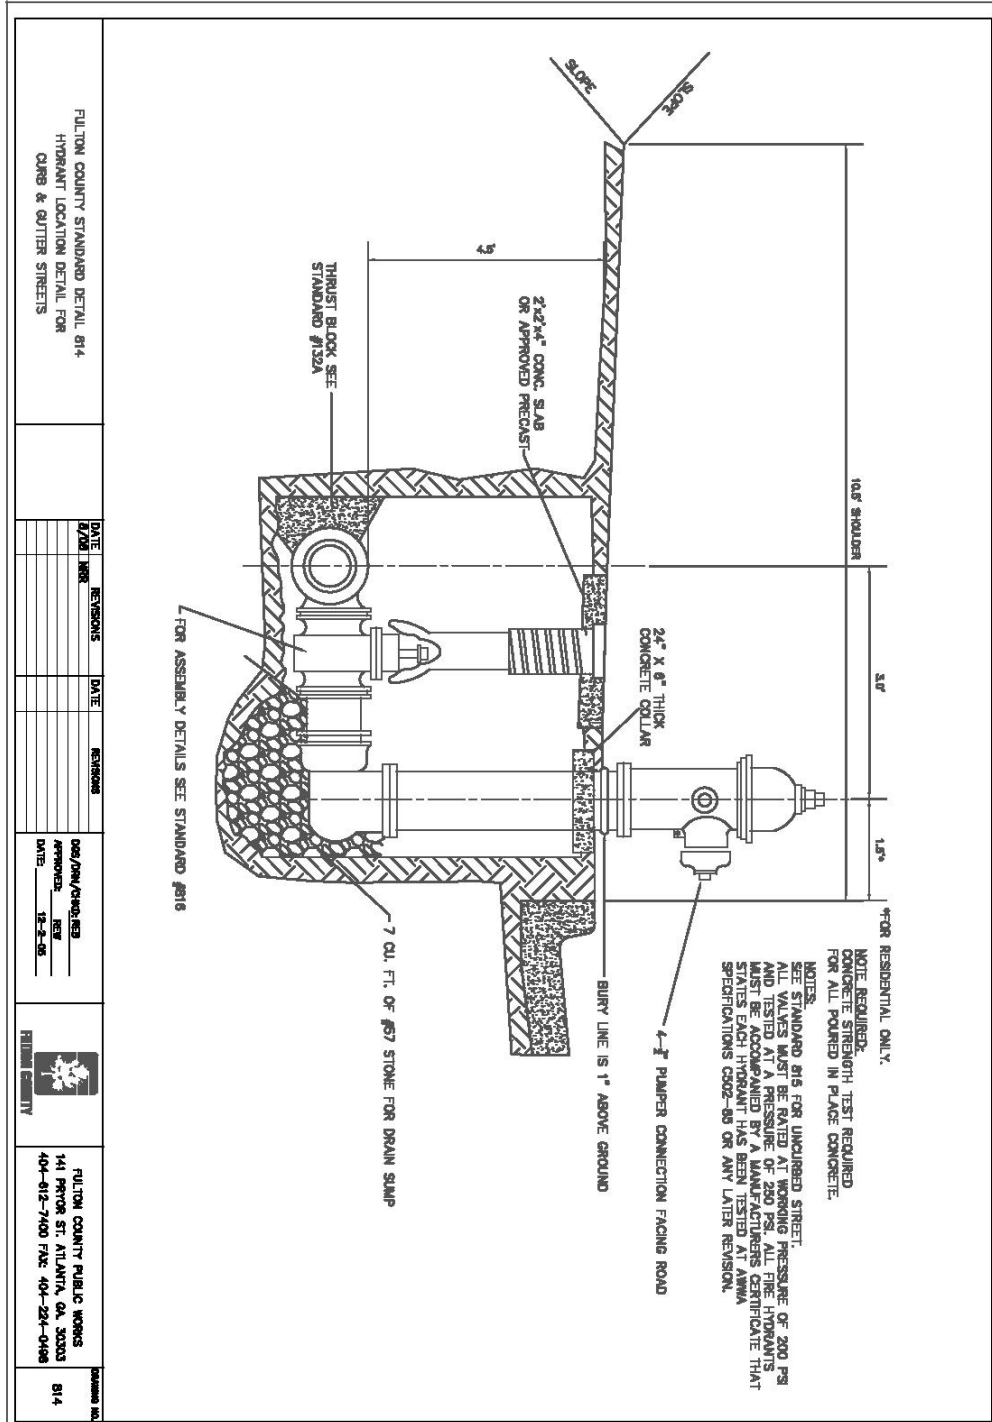 SLOPE
SLOPE
10.5' SHOULDER
3.0'
1.5'*
4.5'
*FOR RESIDENTIAL ONLY.
NOTE REQUIRED:
CONCRETE STRENGTH TEST REQUIRED
FOR ALL POURED IN PLACE CONCRETE.
NOTES:
SEE STANDARD 815 FOR UNCURBED STREET.
ALL VALVES MUST BE RATED AT WORKING PRESSURE OF 200 PSI
AND TESTED AT A PRESSURE OF 250 PSI. ALL FIRE HYDRANTS
MUST BE ACCOMPANIED BY A MANUFACTURERS CERTIFICATE THAT
STATES EACH HYDRANT HAS BEEN TESTED AT AWWA
SPECIFICATIONS C502-85 OR ANY LATER REVISION.
24" X 6" THICK
CONCRETE COLLAR
2'x2'x4" CONC. SLAB
OR APPROVED PRECAST
THRUST BLOCK SEE
STANDARD #132A
PUMPER CONNECTION FACING ROAD
BURY LINE IS 1" ABOVE GROUND
7 CU. FT. OF #57 STONE FOR DRAIN SUMP
FOR ASSEMBLY DETAILS SEE STANDARD #816
FULTON COUNTY STANDARD DETAIL 814
HYDRANT LOCATION DETAIL FOR
CURB & GUTTER STREETS
DATE REVISIONS DATE REVISIONS
MRR
APPROVED: REW
DATE: 12-2-05
FULTON COUNTY
FULTON COUNTY PUBLIC WORKS
141 PRYOR ST. ATLANTA, GA. 30303
404-612-7400 FAX: 404-224-0498
DRAWING NO.
814